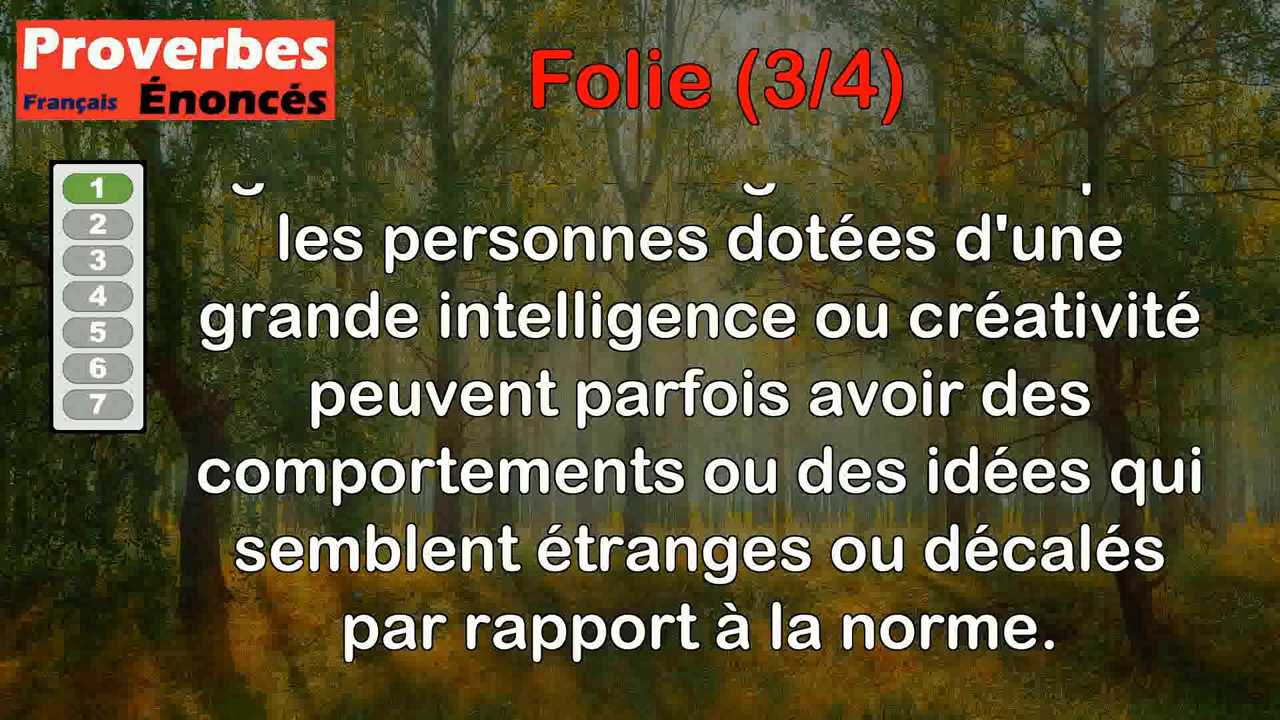 Proverbes
Français Énoncés
Folie (3/4)
1
2
3
4
5
6
7
les personnes dotées d'une
grande intelligence ou créativité
peuvent parfois avoir des
comportements ou des idées qui
semblent étranges ou décalés
par rapport à la norme.